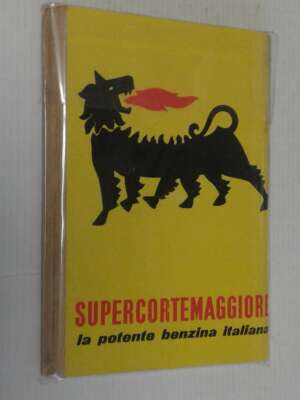 SUPERCORTEMAGGIORE
la potente benzina italiana